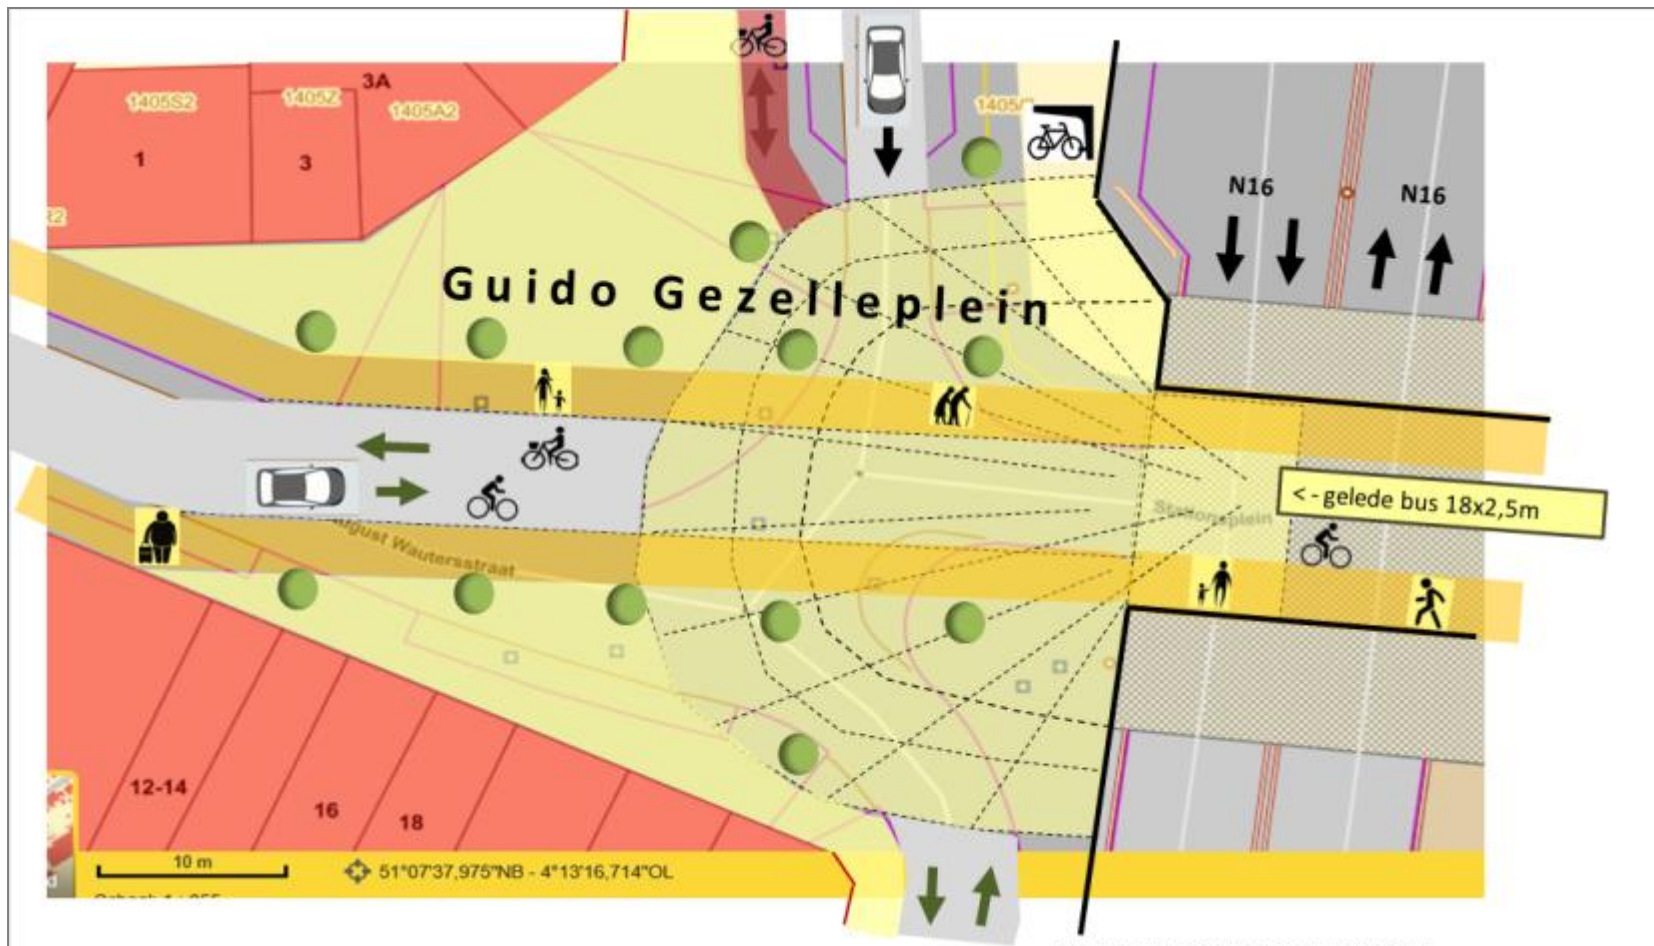 3A
1405S2
1405Z
1405A2
1
3
N16
N16
Guido Gezelleplein
< - gelede bus 18x2,5m
Stationsplein
August Wautersstraat
12-14
16
18
10 m
51°07'37,975"NB - 4°13'16,714"OL